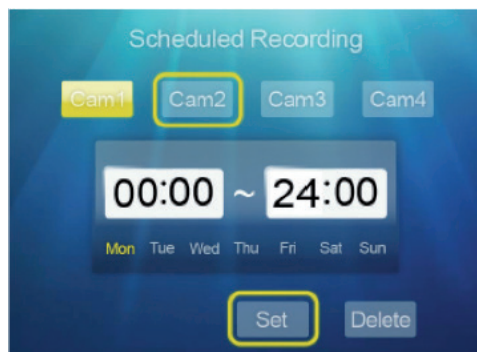 Scheduled Recording
Cam1 Cam2 Cam3 Cam4
00:00 ~ 24:00
Mon Tue Wed Thu Fri Sat Sun
Set Delete